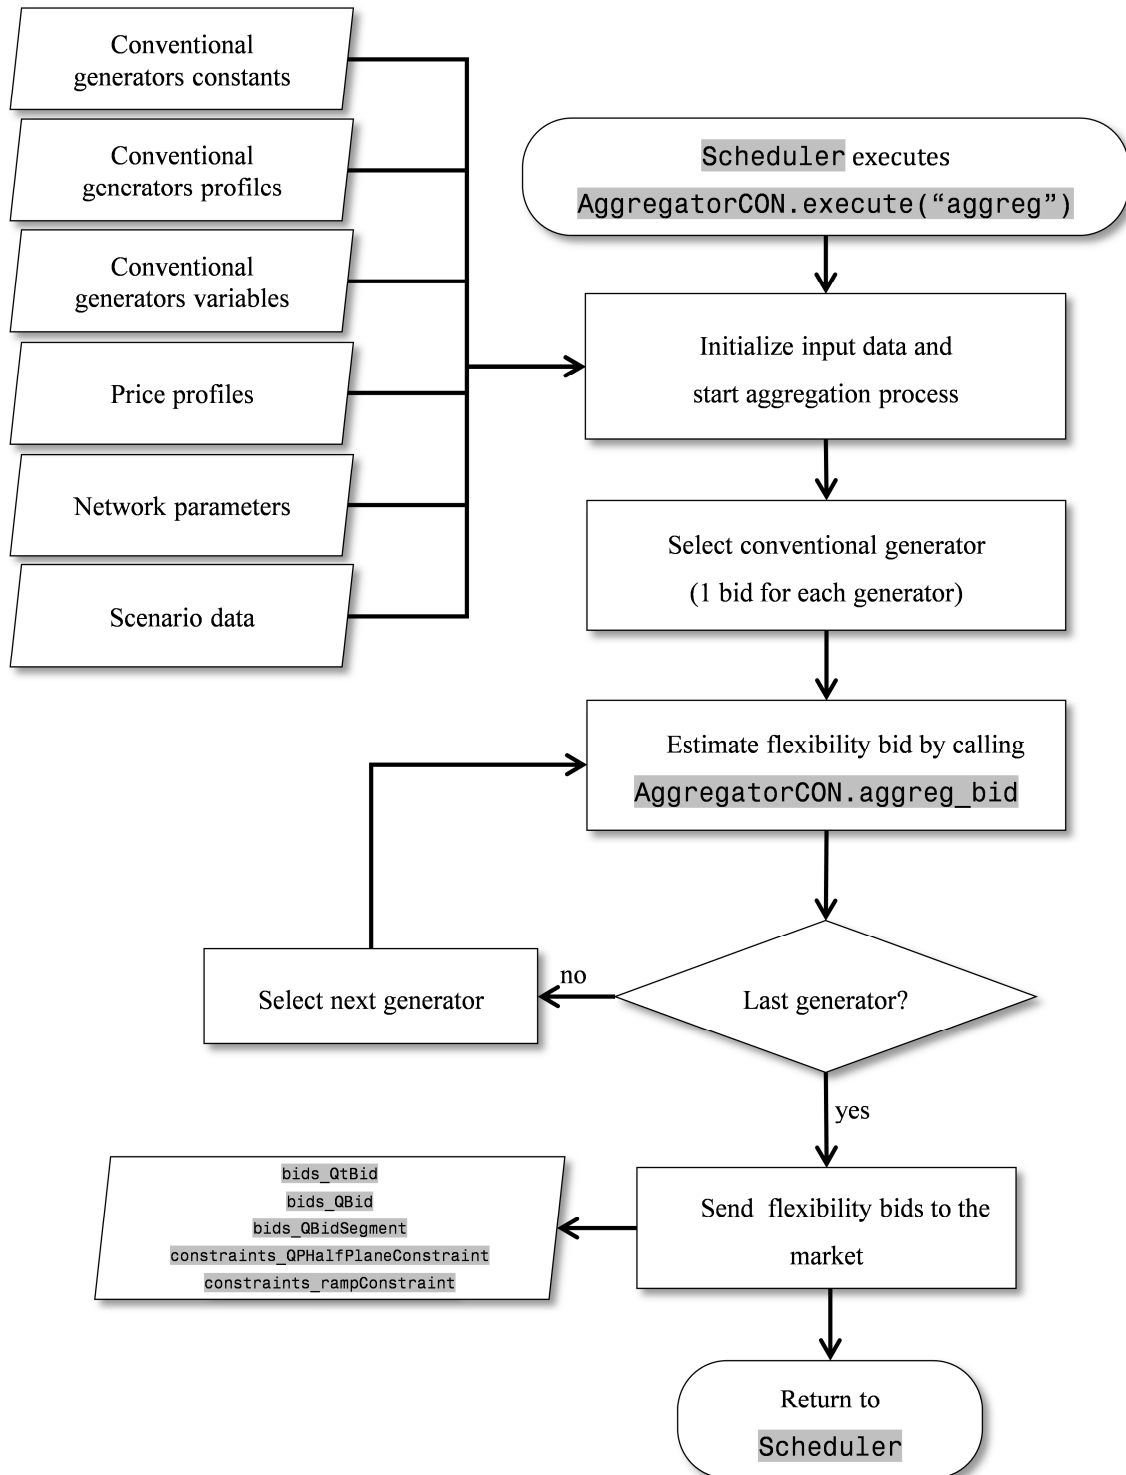 Conventional
generators constants
Conventional
generators profiles
Conventional
generators variables
Price profiles
Network parameters
Scenario data
Scheduler executes
AggregatorCON.execute(“aggreg”)
Initialize input data and
start aggregation process
Select conventional generator
(1 bid for each generator)
Estimate flexibility bid by calling
AggregatorCON.aggreg_bid
Last generator?
no
Select next generator
yes
Send flexibility bids to the
market
bids_QtBid
bids_QBid
bids_QBidSegment
constraints_QPHalfPlaneConstraint
constraints_rampConstraint
Return to
Scheduler